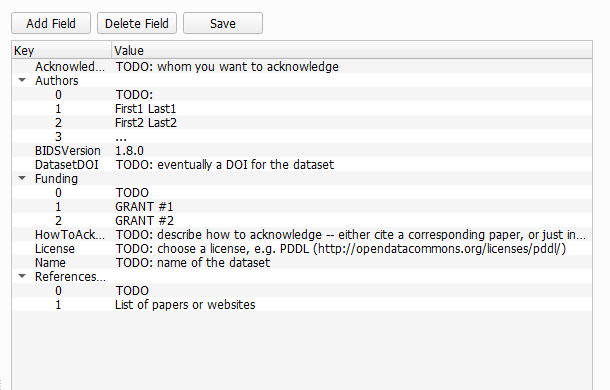 Add Field Delete Field Save
Key Value
Acknowled... TODO: whom you want to acknowledge
Authors
0 TODO:
1 First1 Last1
2 First2 Last2
3 ...
BIDSVersion 1.8.0
DatasetDOI TODO: eventually a DOI for the dataset
Funding
0 TODO
1 GRANT #1
2 GRANT #2
HowToAck... TODO: describe how to acknowledge -- either cite a corresponding paper, or just in...
License TODO: choose a license, e.g. PDDL (http://opendatacommons.org/licenses/pddl/)
Name TODO: name of the dataset
References...
0 TODO
1 List of papers or websites